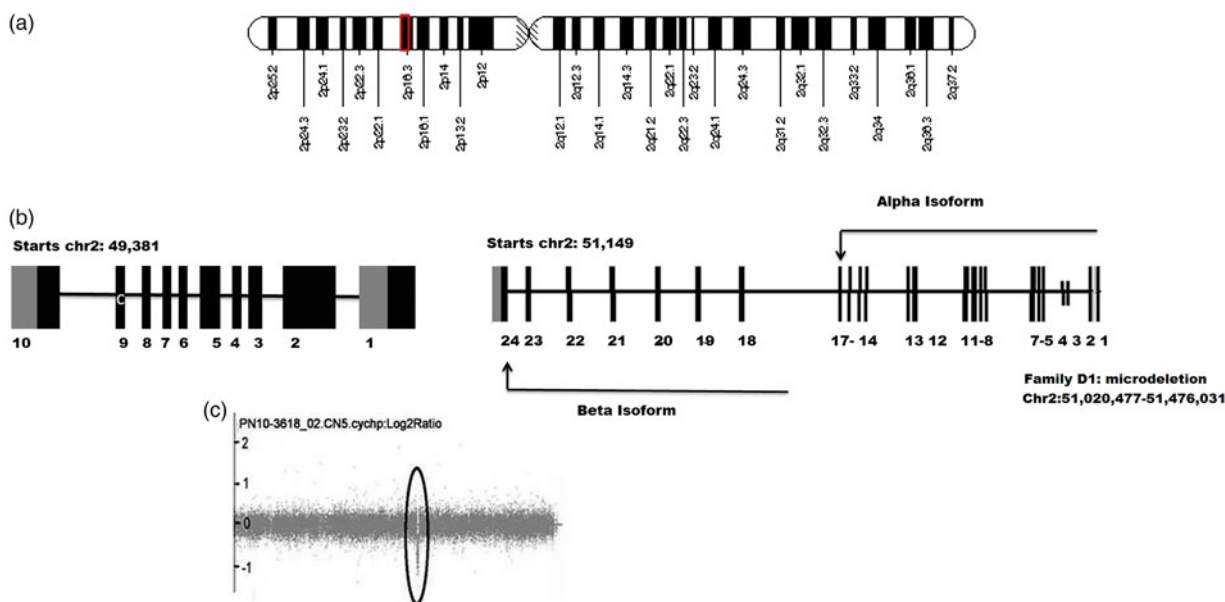 (a)
2p25.2 2p24.1 2p22.3 2p16.3 2p14 2p12 2q12.3 2q14.3 2q22.1 2q23.2 2q24.3 2q32.1 2q33.2 2q36.1 2q37.2
2p24.3 2p23.2 2p22.1 2p16.1 2p13.2 2q12.1 2q14.1 2q21.2 2q22.3 2q24.1 2q31.2 2q32.3 2q34 2q36.3
Alpha Isoform
(b)
Starts chr2: 49,381
Starts chr2: 51,149
C
10 9 8 7 6 5 4 3 2 1
24 23 22 21 20 19 18 17- 14 13 12 11-8 7-5 4 3 2 1
Beta Isoform
Family D1: microdeletion
Chr2:51,020,477-51,476,031
(c)
PN10-3618_02.CN5.cychp:Log2Ratio
2
1
0
-1